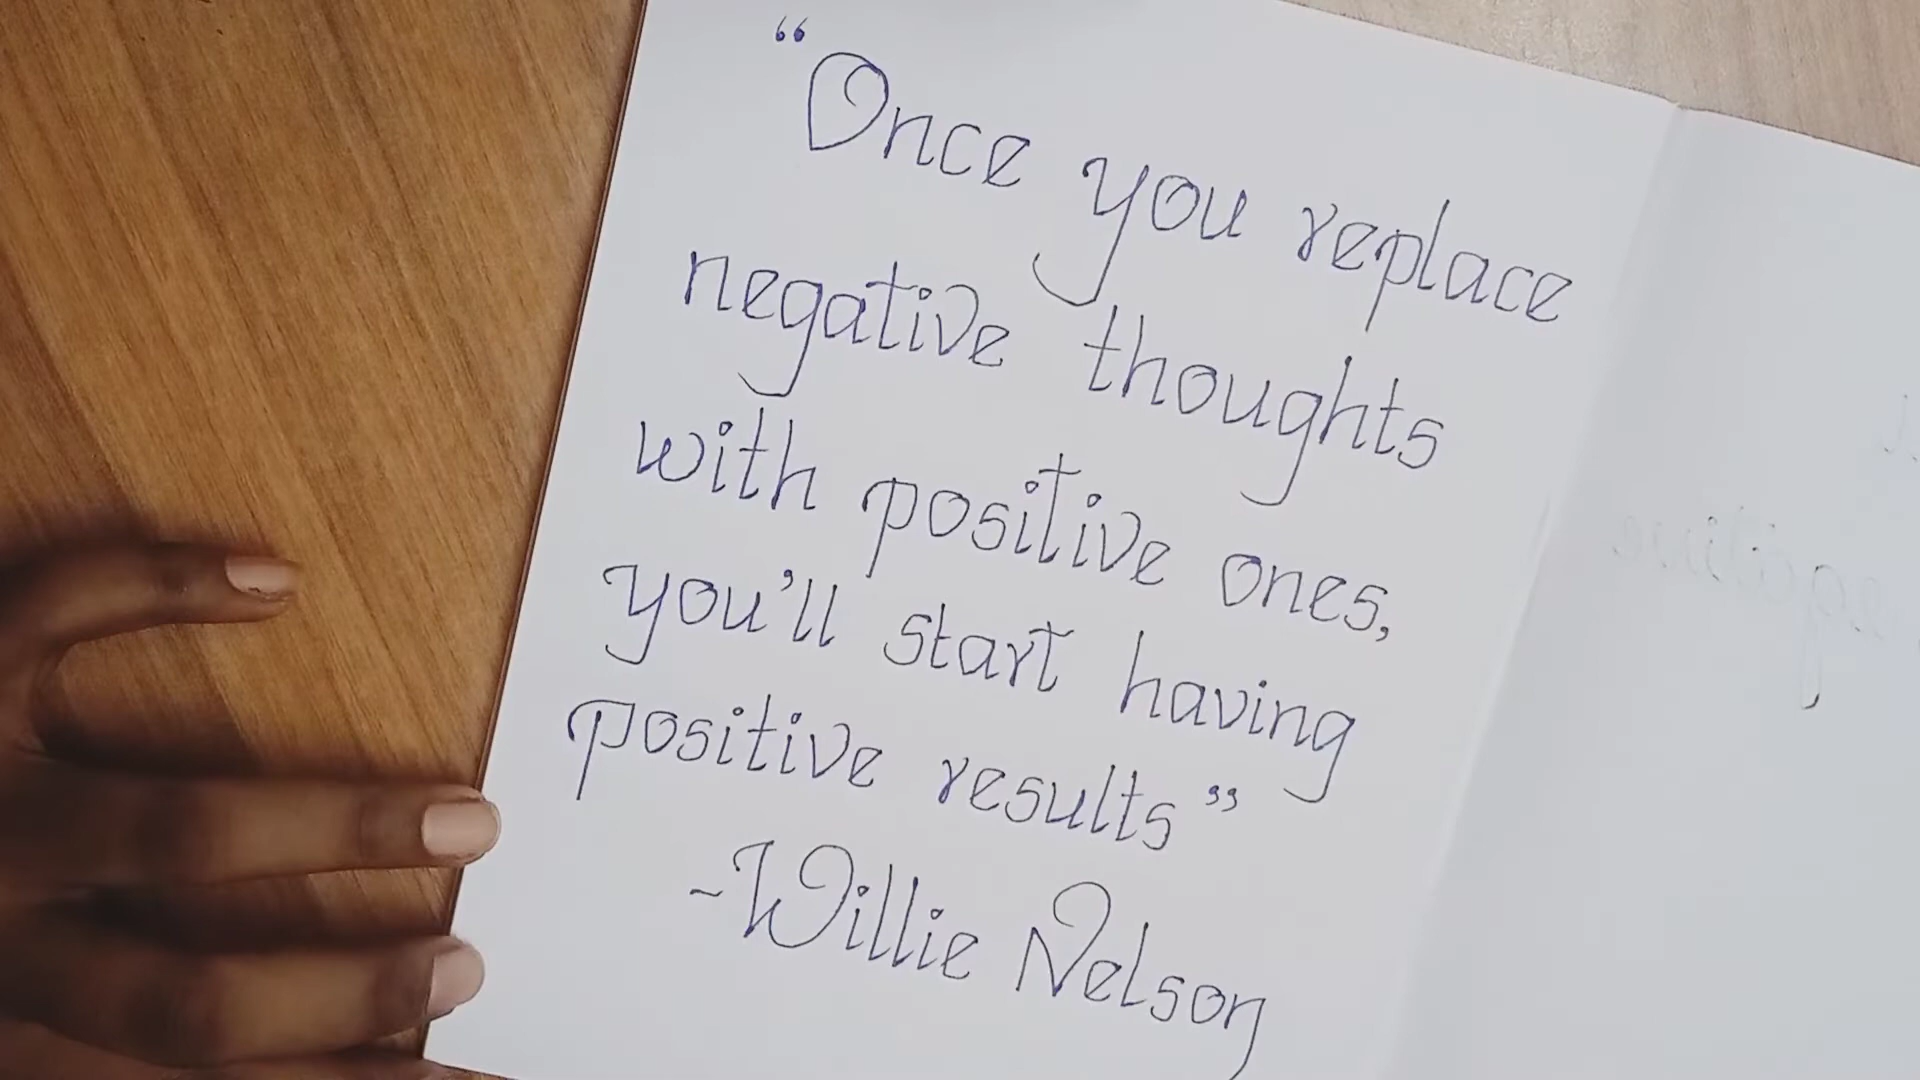 “Once you replace
negative thoughts
with positive ones,
you'll start having
positive results”
~Willie Nelson